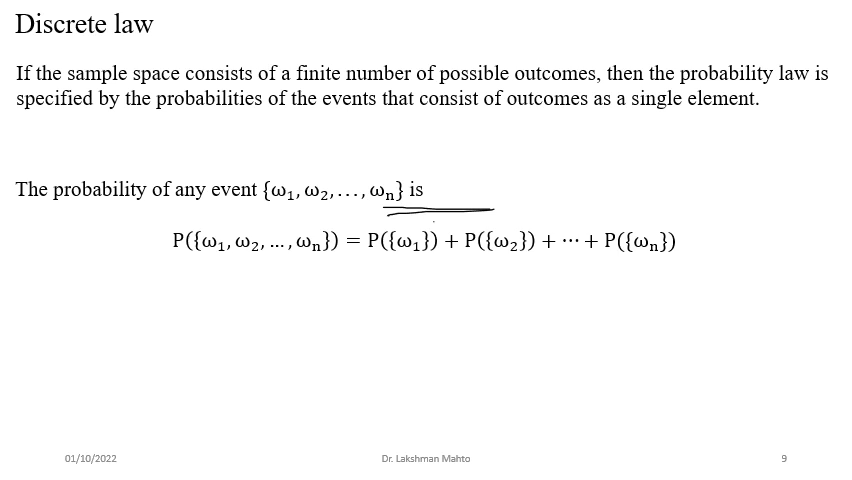 Discrete law
If the sample space consists of a finite number of possible outcomes, then the probability law is
specified by the probabilities of the events that consist of outcomes as a single element.
The probability of any event {ω₁, ω₂, . . . , ωₙ} is
P({ω₁, ω₂, … , ωₙ}) = P({ω₁}) + P({ω₂}) + ⋯ + P({ωₙ})
01/10/2022 Dr. Lakshman Mahto 9